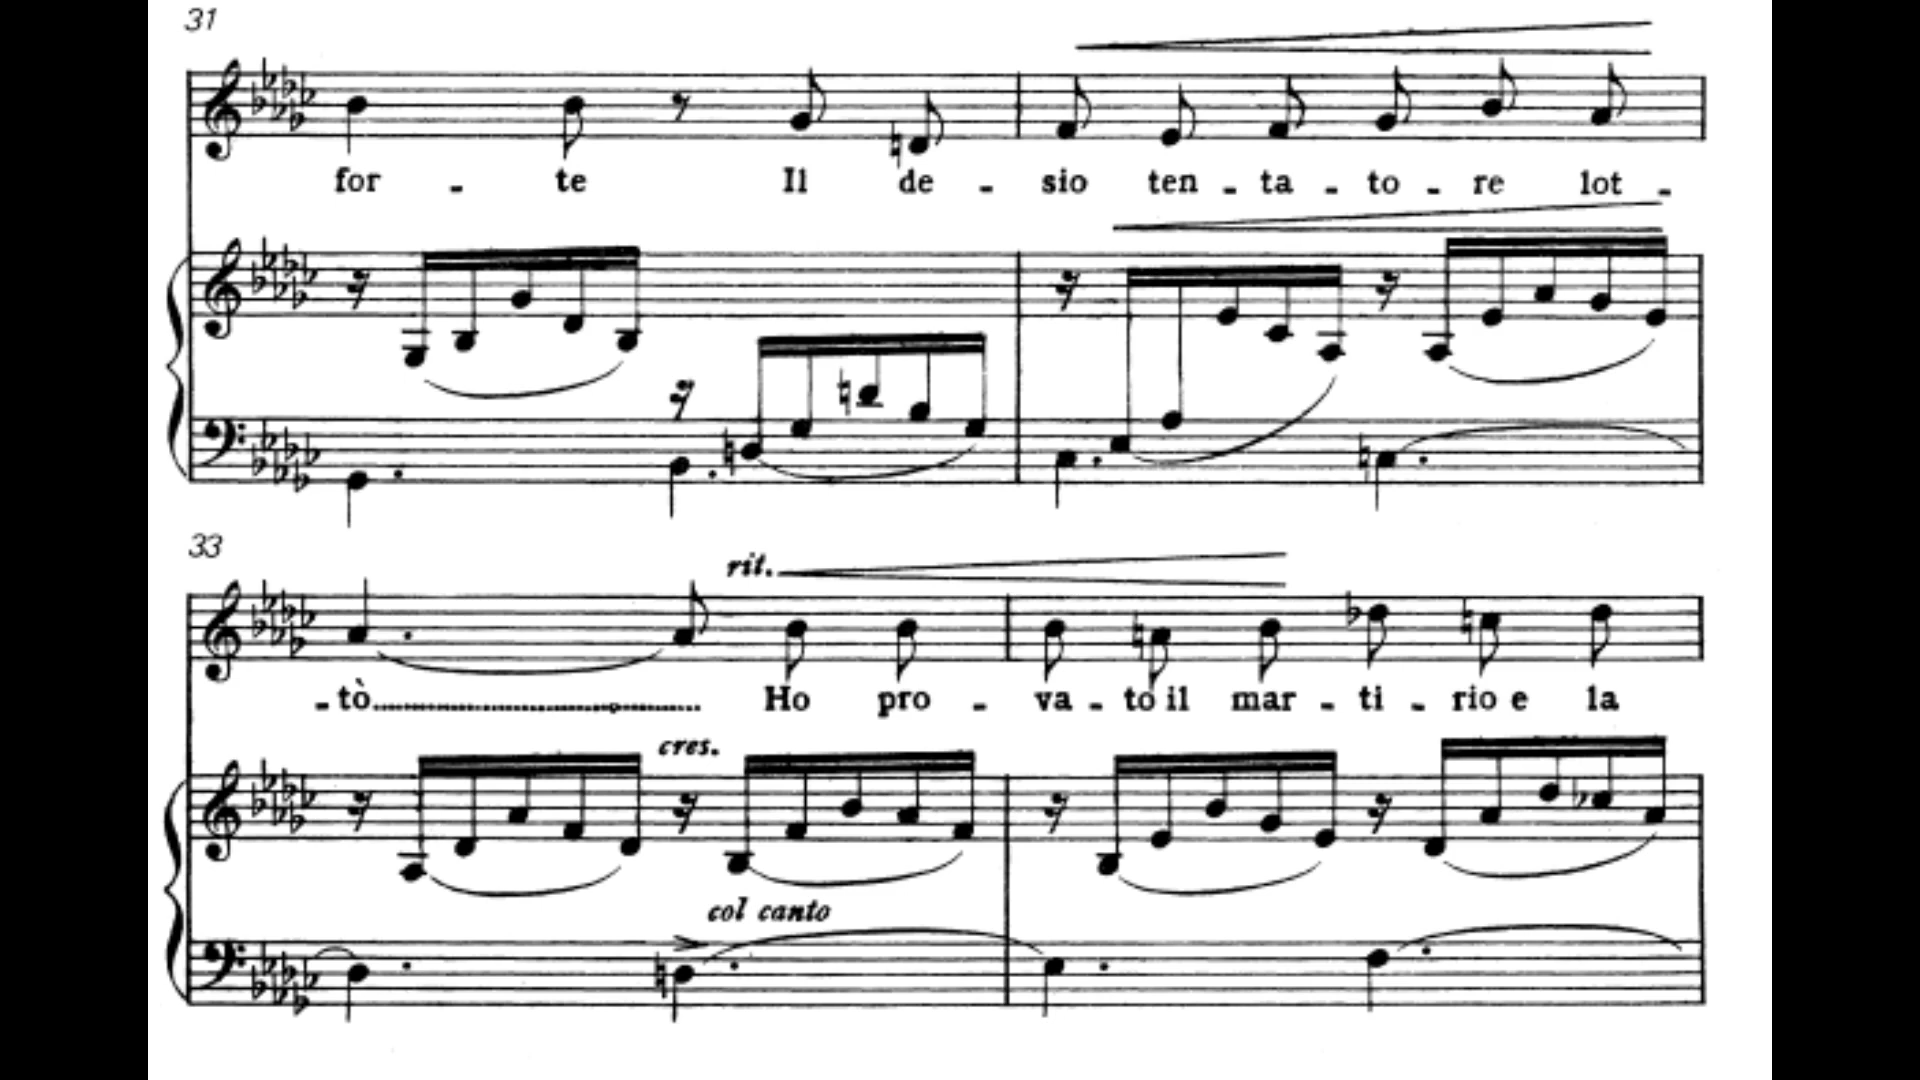 31
for - te Il de - sio ten - ta - to - re lot -
33
rit.
- tò................................ Ho pro - va - to il mar - ti - rio e la
cres.
col canto